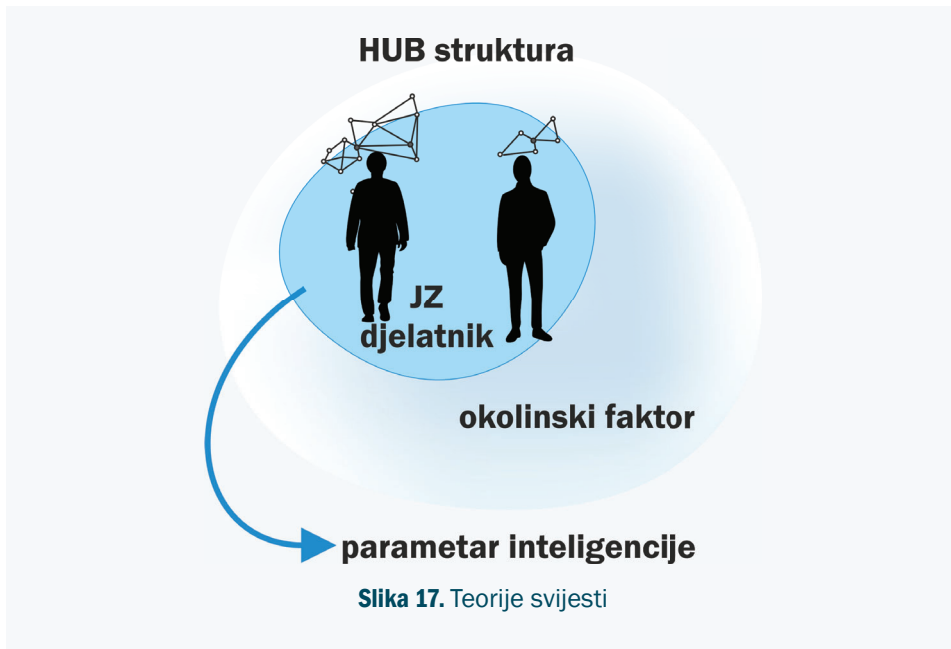 HUB struktura
JZ
djelatnik
okolinski faktor
parametar inteligencije
Slika 17. Teorije svijesti